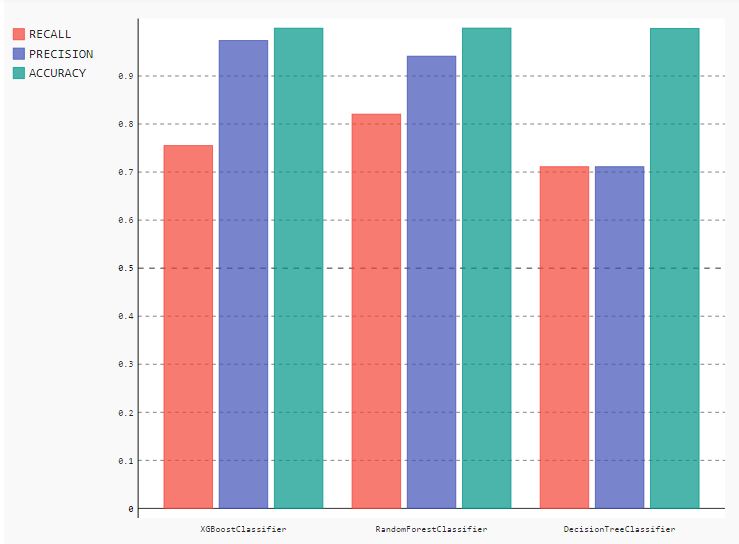 RECALL
PRECISION
ACCURACY
0.9
0.8
0.7
0.6
0.5
0.4
0.3
0.2
0.1
0
XGBoostClassifier RandomForestClassifier DecisionTreeClassifier